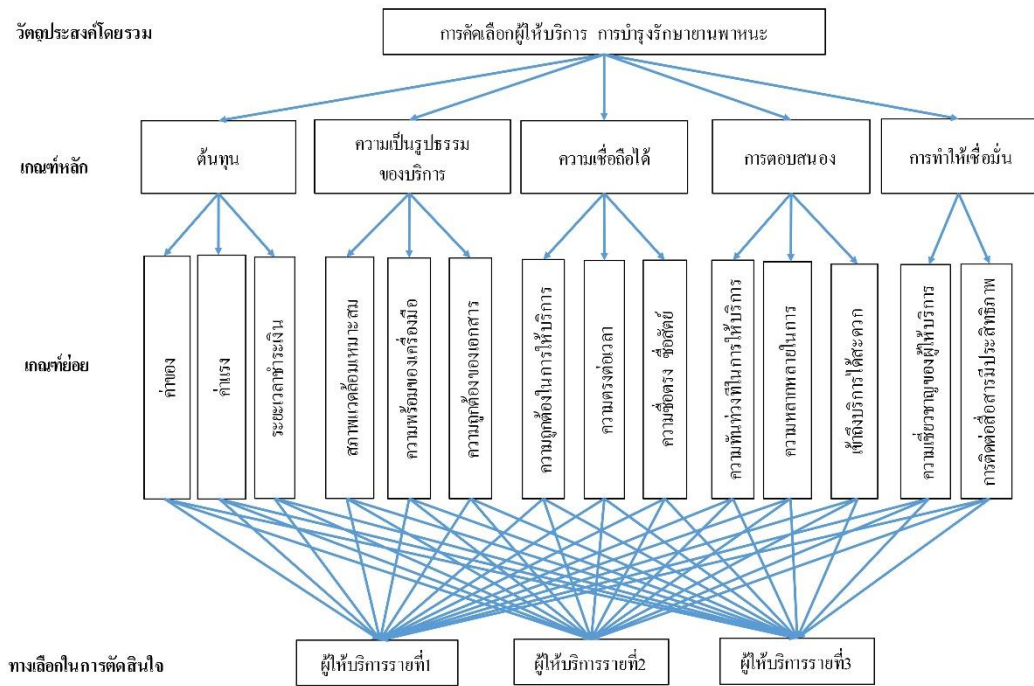 วัตถุประสงค์โดยรวม
การคัดเลือกผู้ให้บริการ การบำรุงรักษายานพาหนะ
เกณฑ์หลัก
ต้นทุน
ความเป็นรูปธรรม
ของบริการ
ความเชื่อถือได้
การตอบสนอง
การทำให้เชื่อมั่น
เกณฑ์ย่อย
ค่าของ
ค่าแรง
ระยะเวลาชำระเงิน
สภาพแวดล้อมเหมาะสม
ความพร้อมของเครื่องมือ
ความถูกต้องของเอกสาร
ความถูกต้องในการให้บริการ
ความตรงต่อเวลา
ความซื่อตรง ซื่อสัตย์
ความทันท่วงทีในการให้บริการ
ความหลากหลายในการ
เข้าถึงบริการได้สะดวก
ความเชี่ยวชาญของผู้ให้บริการ
การติดต่อสื่อสารมีประสิทธิภาพ
ทางเลือกในการตัดสินใจ
ผู้ให้บริการรายที่1
ผู้ให้บริการรายที่2
ผู้ให้บริการรายที่3